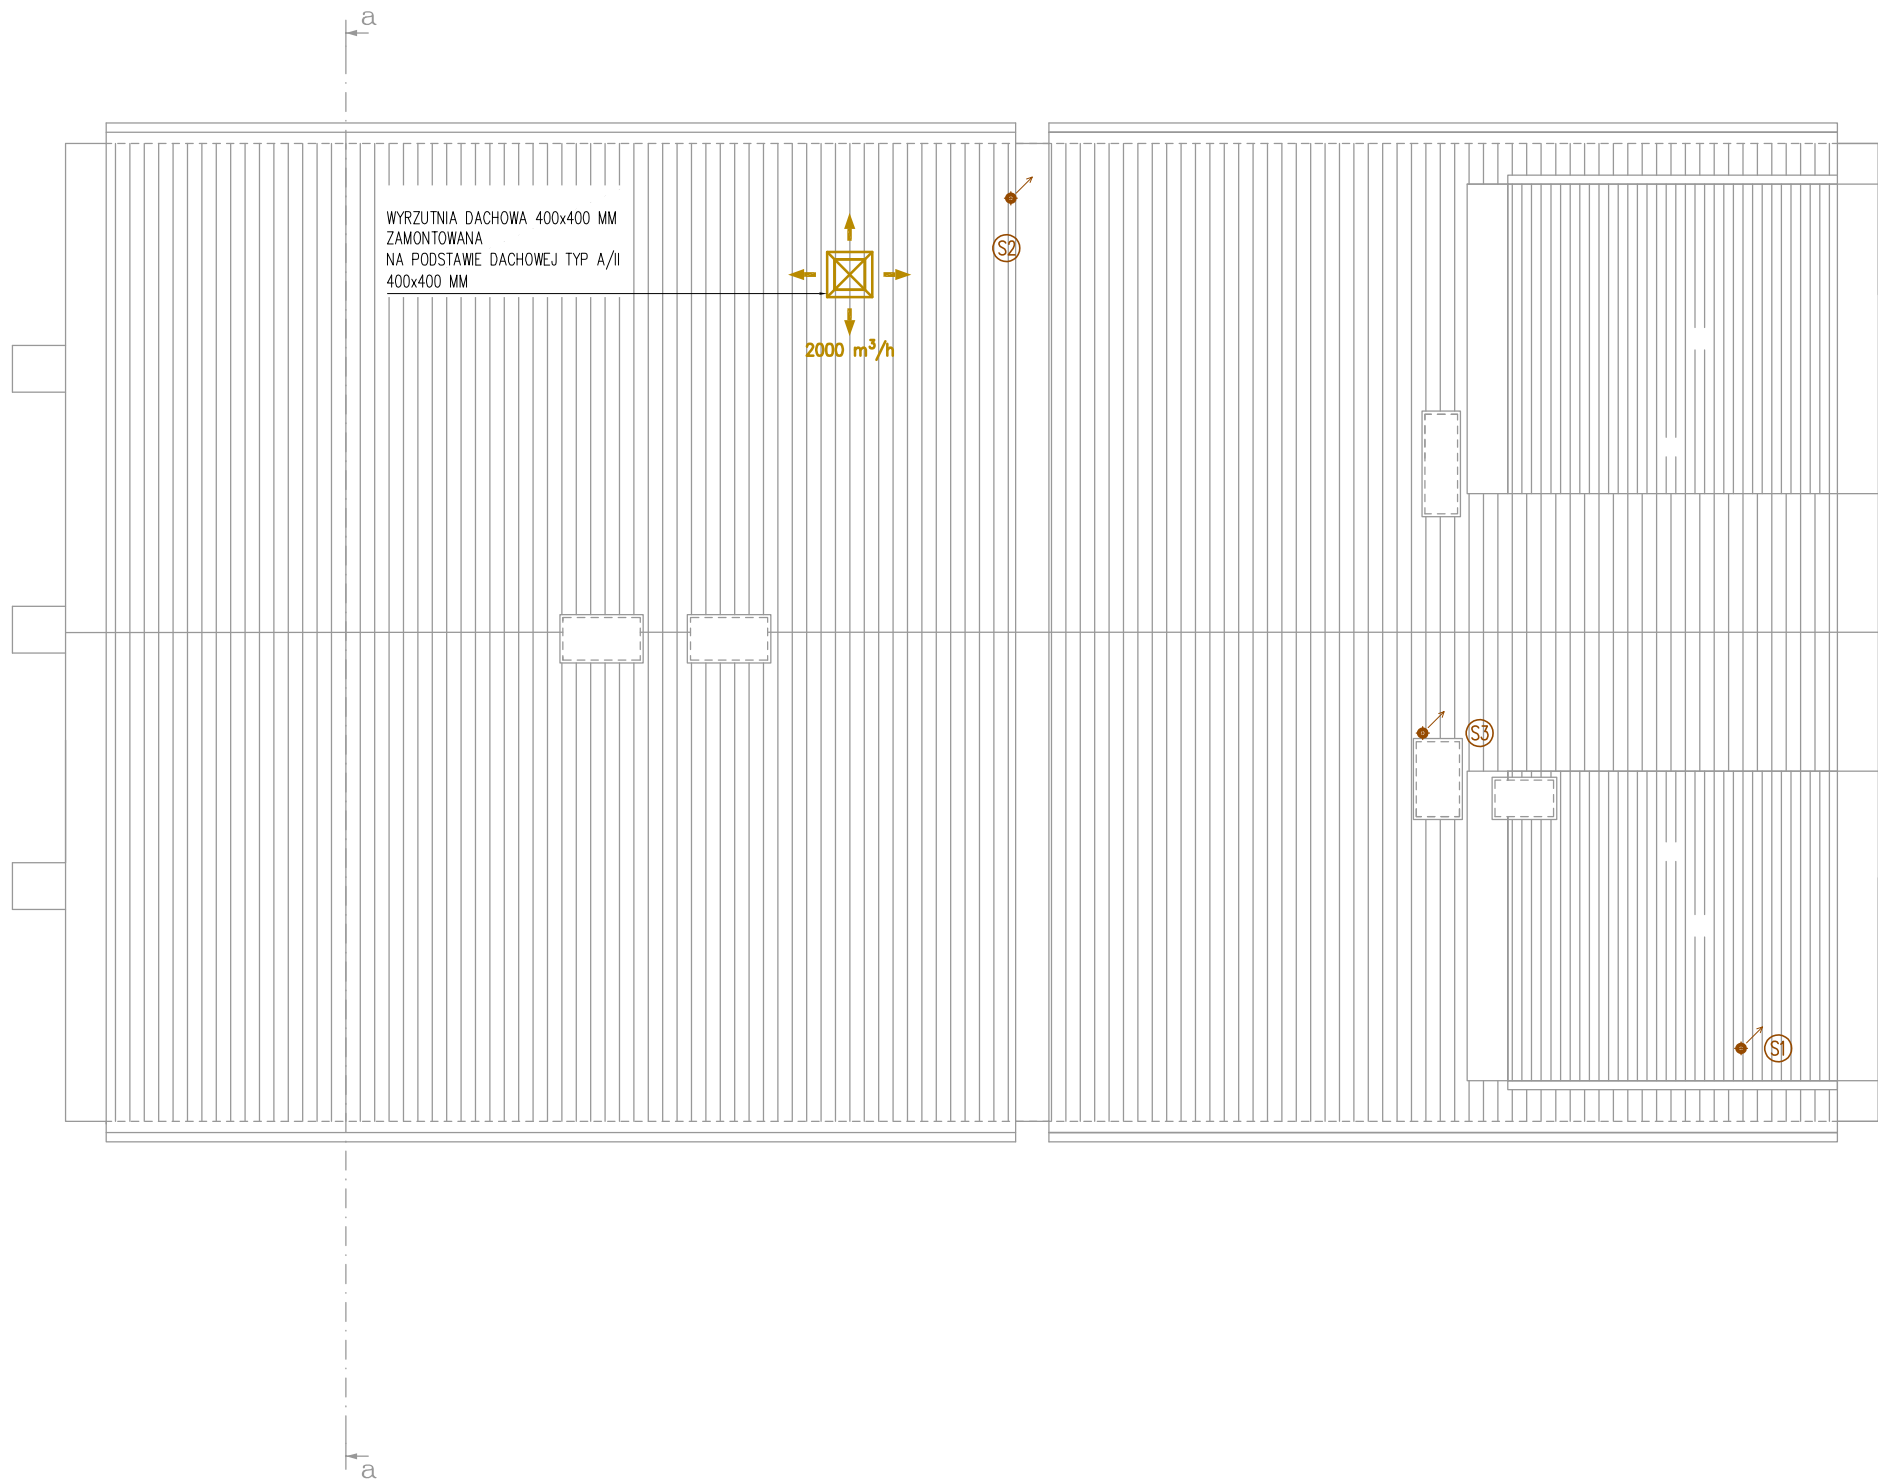 a
WYRZUTNIA DACHOWA 400x400 MM
ZAMONTOWANA
NA PODSTAWIE DACHOWEJ TYP A/II
400x400 MM
S2
2000 m³/h
S3
S1
a